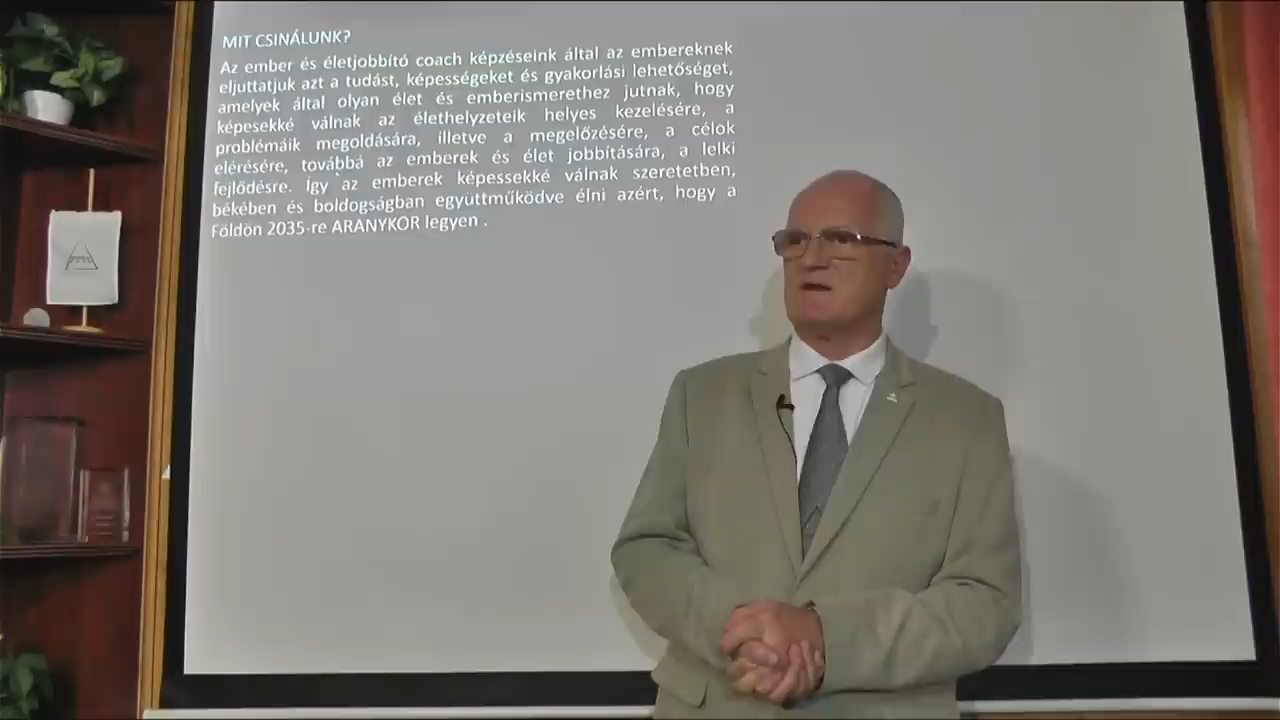 MIT CSINÁLUNK?
Az ember és életjobbító coach képzéseink által az embereknek
eljuttatjuk azt a tudást, képességeket és gyakorlási lehetőséget,
amelyek által olyan élet és emberismerethez jutnak, hogy
képesekké válnak az élethelyzeteik helyes kezelésére, a
problémáik megoldására, illetve a megelőzésére, a célok
elérésére, továbbá az emberek és élet jobbítására, a lelki
fejlődésre. Így az emberek képessekké válnak szeretetben,
békében és boldogságban együttműködve élni azért, hogy a
Földön 2035-re ARANYKOR legyen .